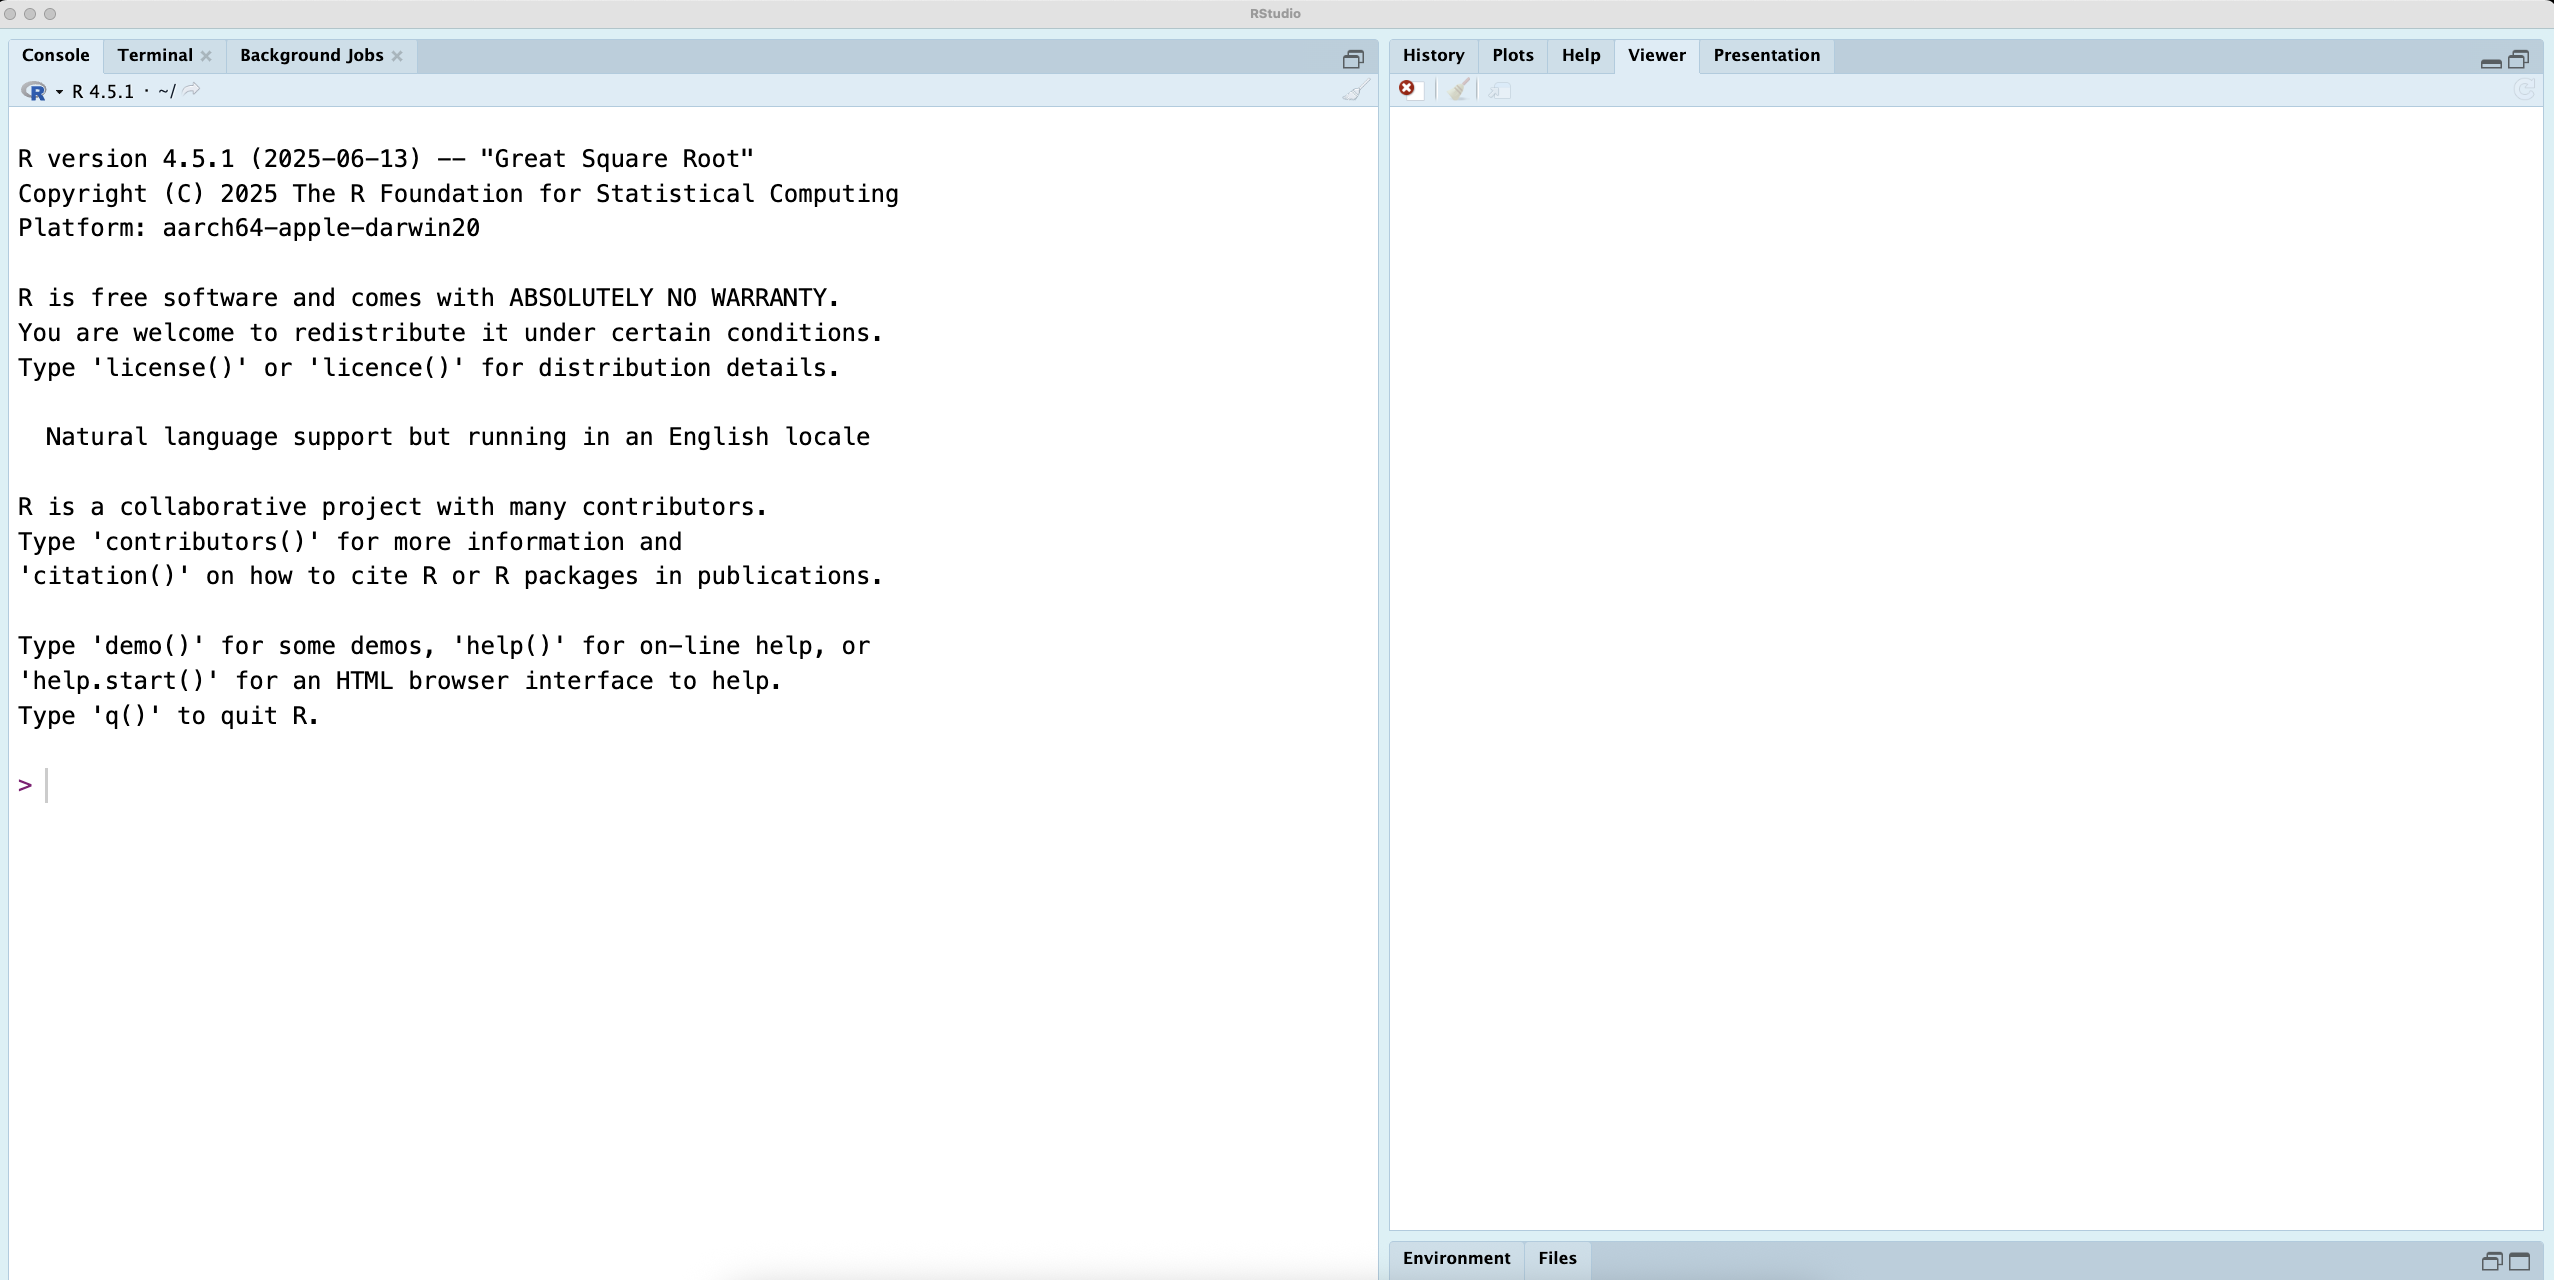 RStudio
Console Terminal Background Jobs
R 4.5.1 · ~/
R version 4.5.1 (2025-06-13) -- "Great Square Root"
Copyright (C) 2025 The R Foundation for Statistical Computing
Platform: aarch64-apple-darwin20
R is free software and comes with ABSOLUTELY NO WARRANTY.
You are welcome to redistribute it under certain conditions.
Type 'license()' or 'licence()' for distribution details.
Natural language support but running in an English locale
R is a collaborative project with many contributors.
Type 'contributors()' for more information and
'citation()' on how to cite R or R packages in publications.
Type 'demo()' for some demos, 'help()' for on-line help, or
'help.start()' for an HTML browser interface to help.
Type 'q()' to quit R.
>
History Plots Help Viewer Presentation
Environment Files